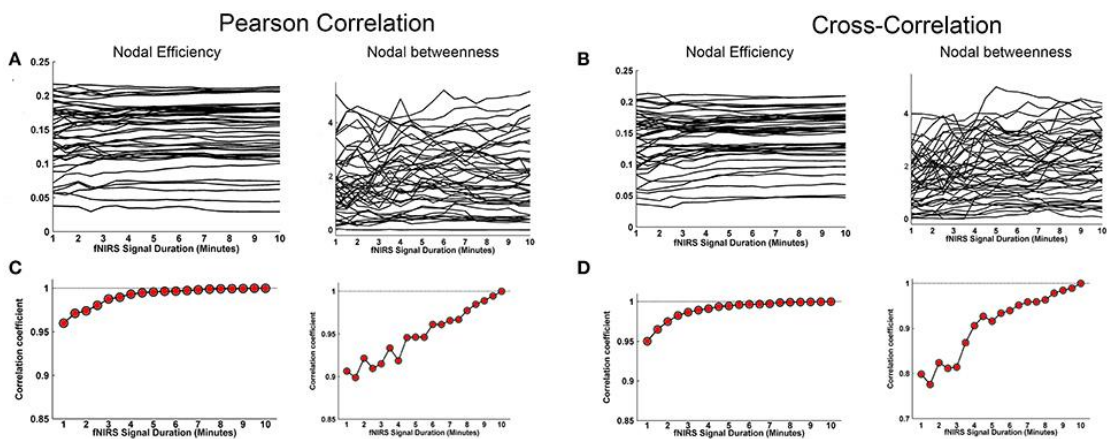 Pearson Correlation
Cross-Correlation
A
Nodal Efficiency
Nodal betweenness
B
Nodal Efficiency
Nodal betweenness
0.25
0.2
0.15
0.1
0.05
0
1 2 3 4 5 6 7 8 9 10
fNIRS Signal Duration (Minutes)
4
2
0
1 2 3 4 5 6 7 8 9 10
fNIRS Signal Duration (Minutes)
0.25
0.2
0.15
0.1
0.05
0
1 2 3 4 5 6 7 8 9 10
fNIRS Signal Duration (Minutes)
4
2
0
1 2 3 4 5 6 7 8 9 10
fNIRS Signal Duration (Minutes)
C
Correlation coefficient
1
0.95
0.9
0.85
1 2 3 4 5 6 7 8 9 10
fNIRS Signal Duration (Minutes)
Correlation coefficient
1
0.95
0.9
0.85
1 2 3 4 5 6 7 8 9 10
fNIRS Signal Duration (Minutes)
D
Correlation coefficient
1
0.95
0.9
0.85
1 2 3 4 5 6 7 8 9 10
fNIRS Signal Duration (Minutes)
Correlation coefficient
1
0.9
0.8
0.7
1 2 3 4 5 6 7 8 9 10
fNIRS Signal Duration (Minutes)